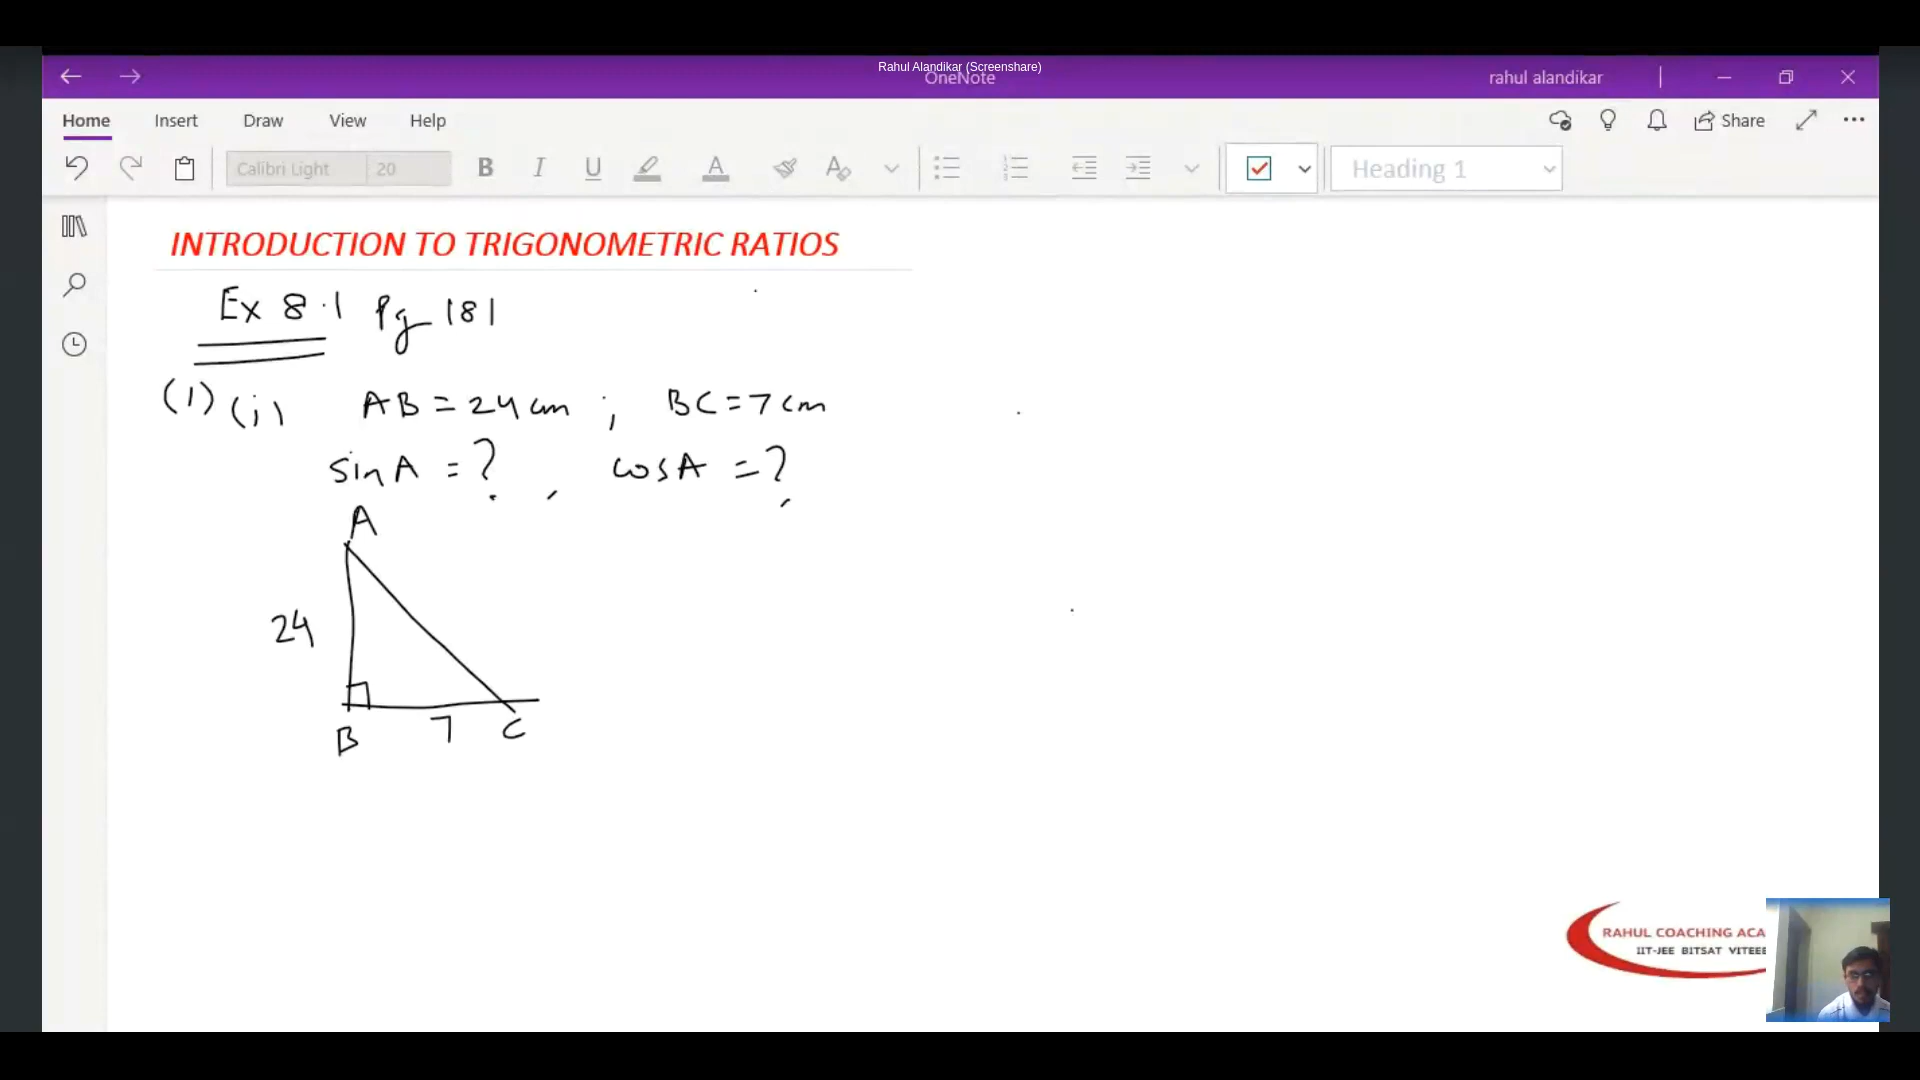 Rahul Alandikar (Screenshare)
OneNote
rahul alandikar
Home Insert Draw View Help
Share
Calibri Light 20 B I U A A
Heading 1
INTRODUCTION TO TRIGONOMETRIC RATIOS
Ex 8.1 Pg 181
(1) (i) AB = 24 cm ; BC = 7 cm
sin A = ? , cos A = ?
A
24
7
B C
RAHUL COACHING ACA
IIT-JEE BITSAT VITEEE